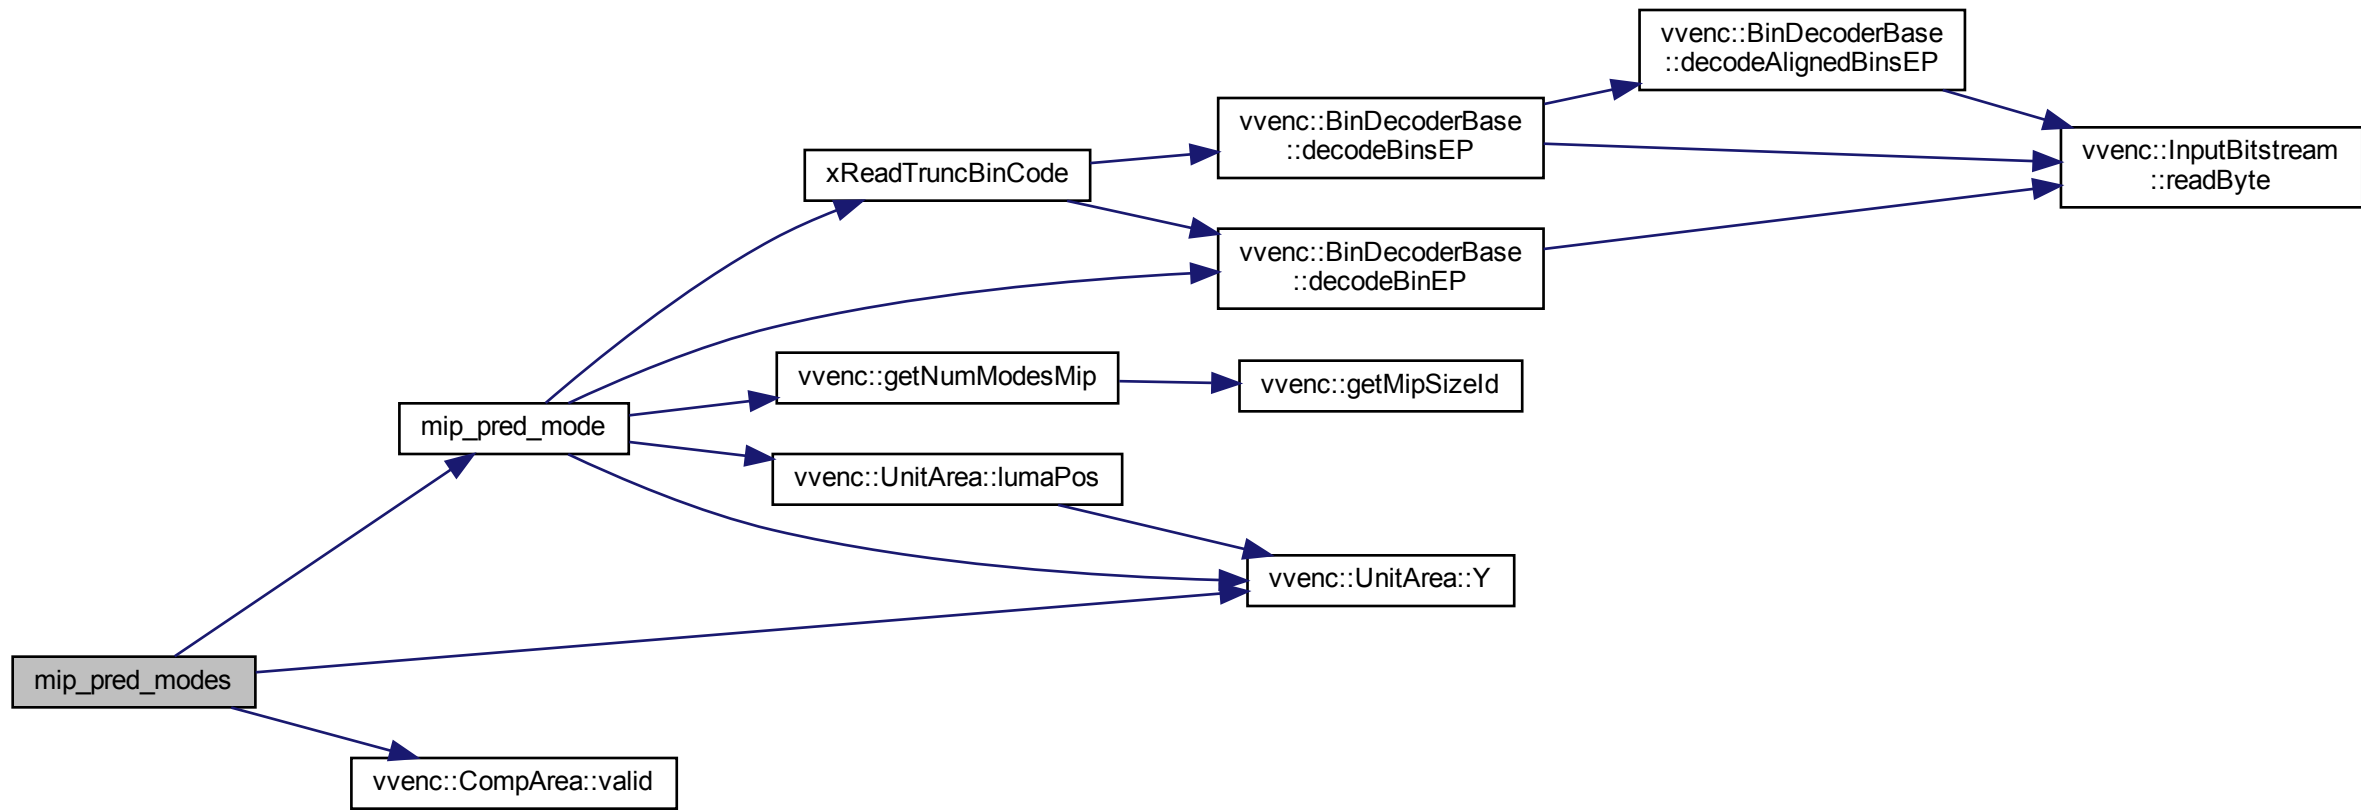 vvenc::BinDecoderBase
::decodeAlignedBinsEP
vvenc::BinDecoderBase
::decodeBinsEP
vvenc::InputBitstream
::readByte
xReadTruncBinCode
vvenc::BinDecoderBase
::decodeBinEP
vvenc::getNumModesMip
vvenc::getMipSizeId
mip_pred_mode
vvenc::UnitArea::lumaPos
vvenc::UnitArea::Y
mip_pred_modes
vvenc::CompArea::valid